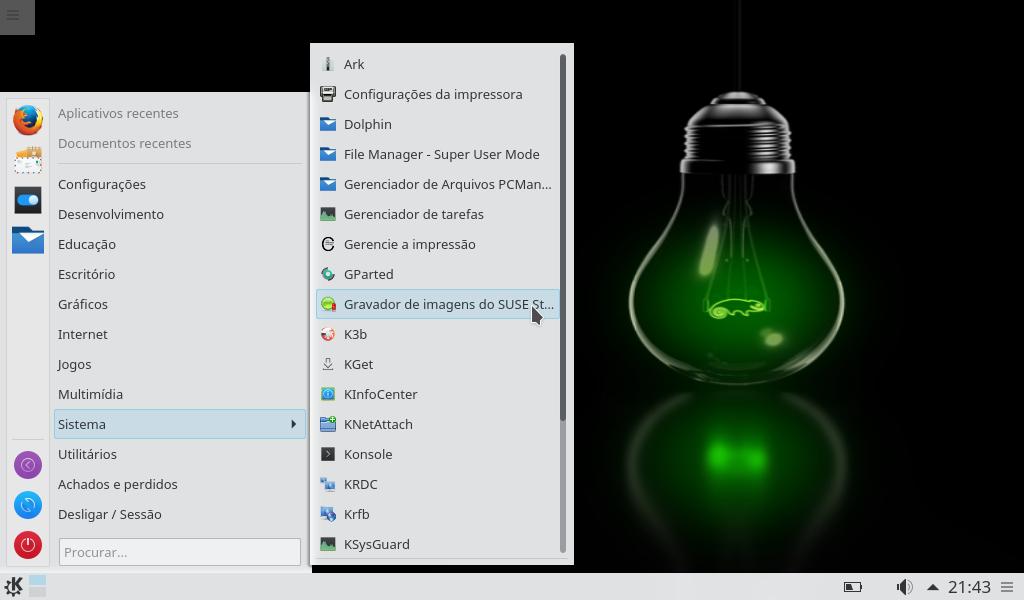 Aplicativos recentes
Documentos recentes
Configurações
Desenvolvimento
Educação
Escritório
Gráficos
Internet
Jogos
Multimídia
Sistema
Utilitários
Achados e perdidos
Desligar / Sessão
Procurar...
Ark
Configurações da impressora
Dolphin
File Manager - Super User Mode
Gerenciador de Arquivos PCMan...
Gerenciador de tarefas
Gerencie a impressão
GParted
Gravador de imagens do SUSE St...
K3b
KGet
KInfoCenter
KNetAttach
Konsole
KRDC
Krfb
KSysGuard
21:43